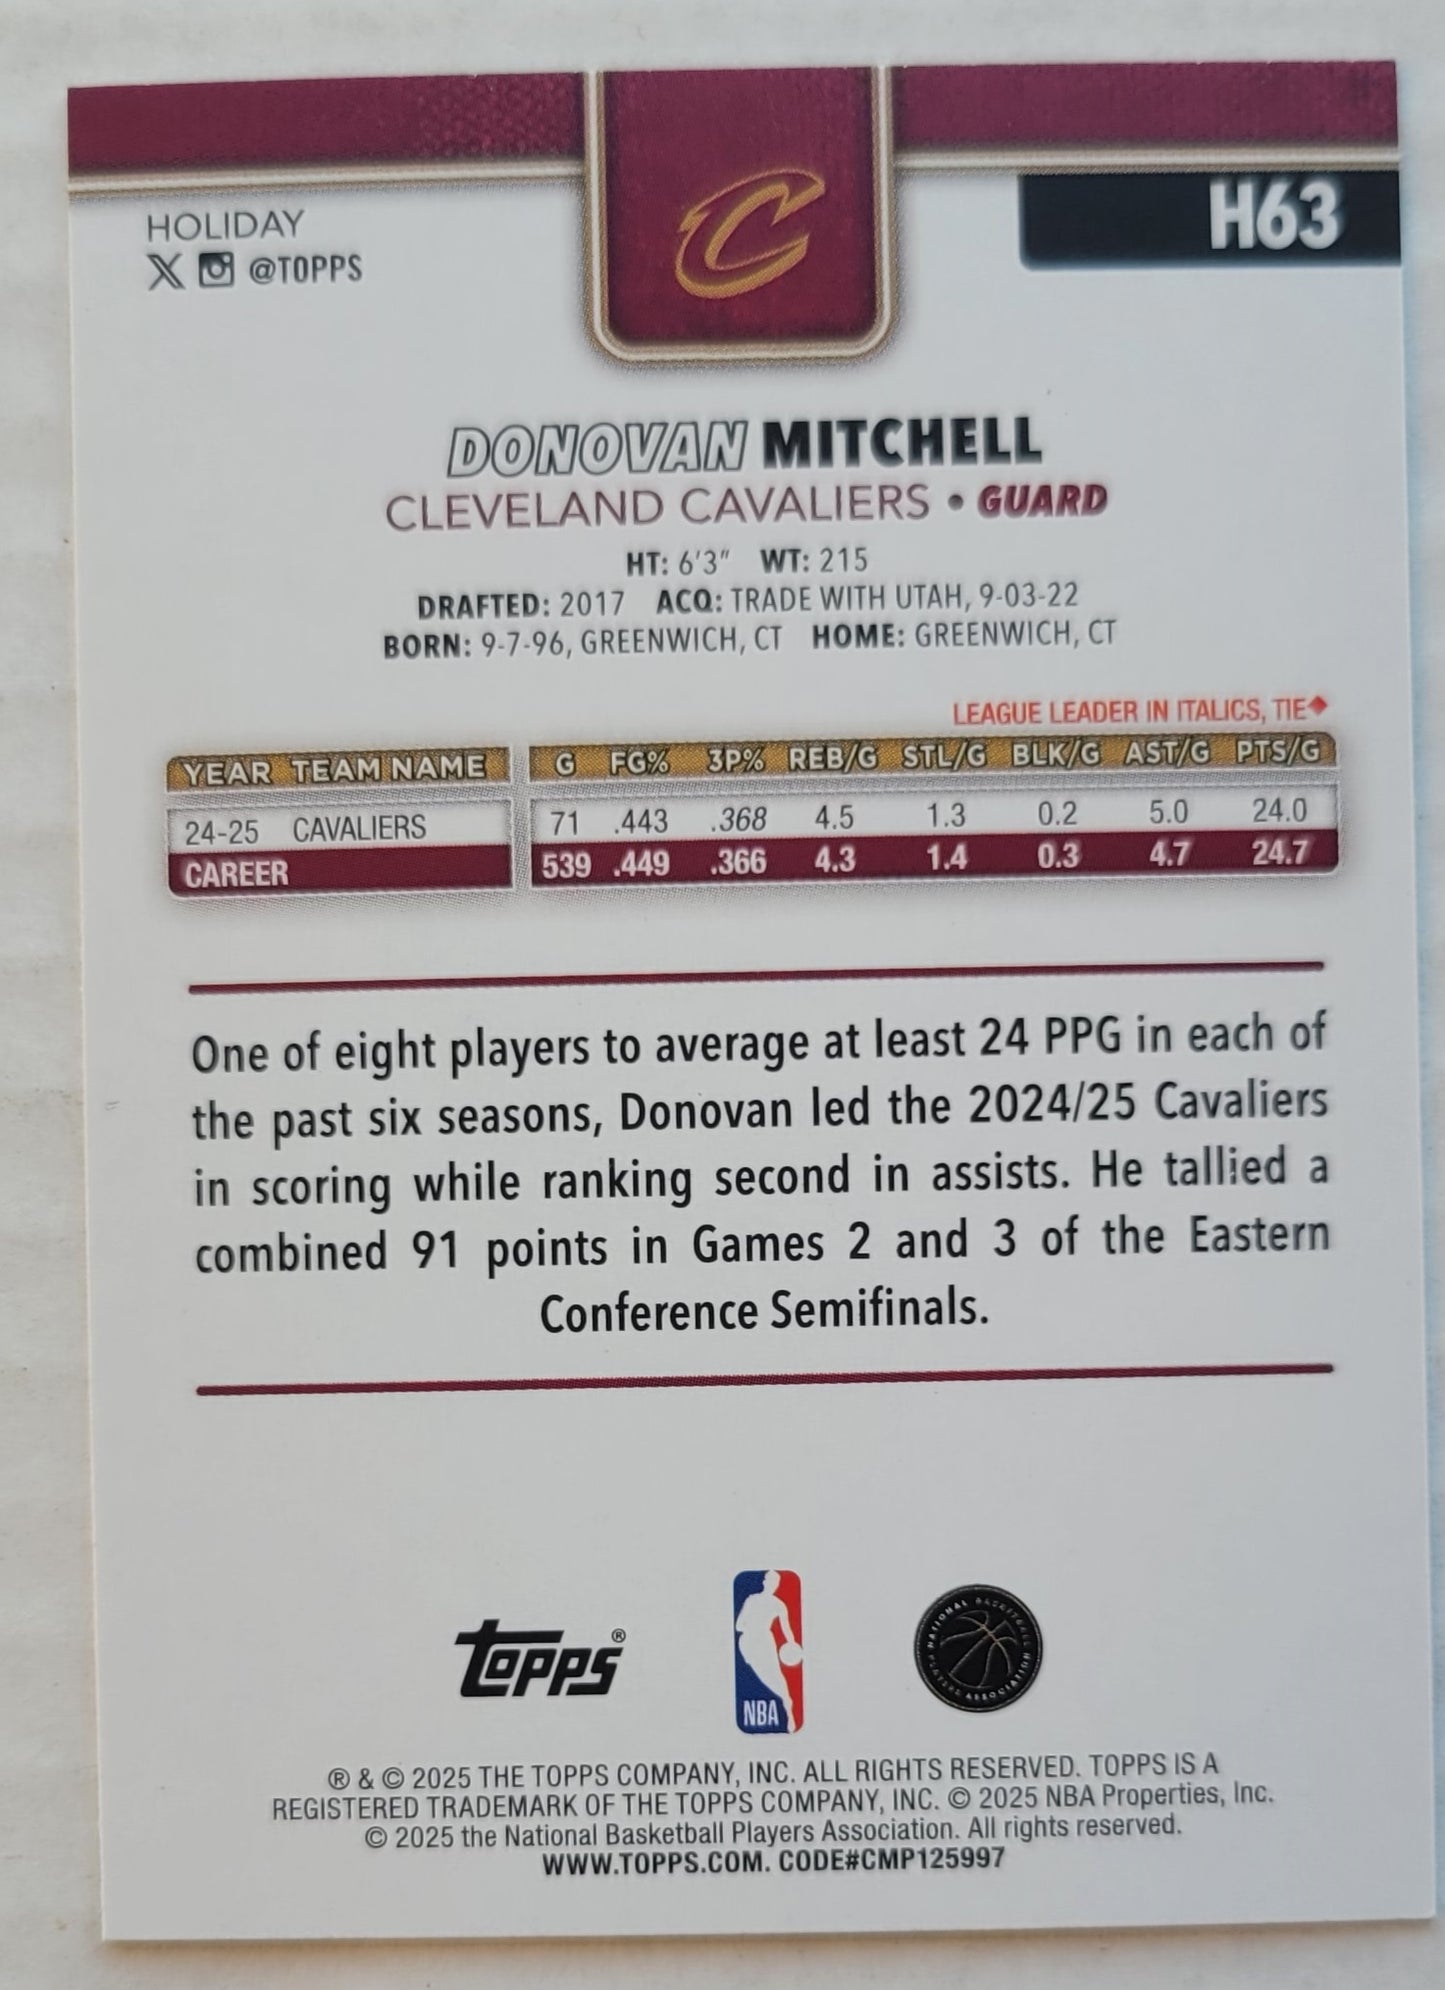 HOLIDAY
X @TOPPS
H63
DONOVAN MITCHELL
CLEVELAND CAVALIERS • GUARD
HT: 6'3" WT: 215
DRAFTED: 2017 ACQ: TRADE WITH UTAH, 9-03-22
BORN: 9-7-96, GREENWICH, CT HOME: GREENWICH, CT
LEAGUE LEADER IN ITALICS, TIE♦
YEAR TEAM NAME G FG% 3P% REB/G STL/G BLK/G AST/G PTS/G
24-25 CAVALIERS 71 .443 .368 4.5 1.3 0.2 5.0 24.0
CAREER 539 .449 .366 4.3 1.4 0.3 4.7 24.7
One of eight players to average at least 24 PPG in each of
the past six seasons, Donovan led the 2024/25 Cavaliers
in scoring while ranking second in assists. He tallied a
combined 91 points in Games 2 and 3 of the Eastern
Conference Semifinals.
topps®
NBA
NATIONAL BASKETBALL PLAYERS ASSOCIATION
® & © 2025 THE TOPPS COMPANY, INC. ALL RIGHTS RESERVED. TOPPS IS A
REGISTERED TRADEMARK OF THE TOPPS COMPANY, INC. © 2025 NBA Properties, Inc.
© 2025 the National Basketball Players Association. All rights reserved.
WWW.TOPPS.COM. CODE#CMP125997